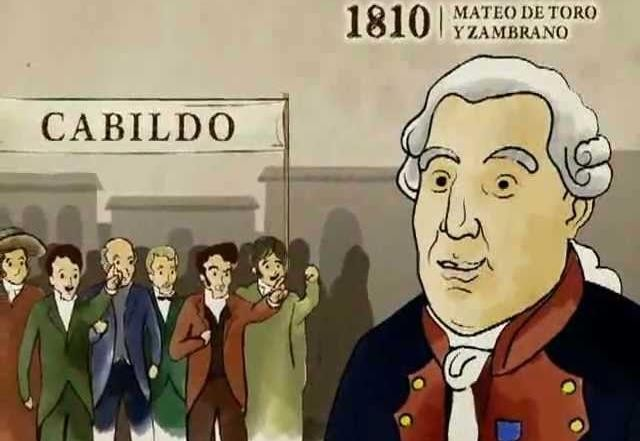 1810
MATEO DE TORO
Y ZAMBRANO
CABILDO